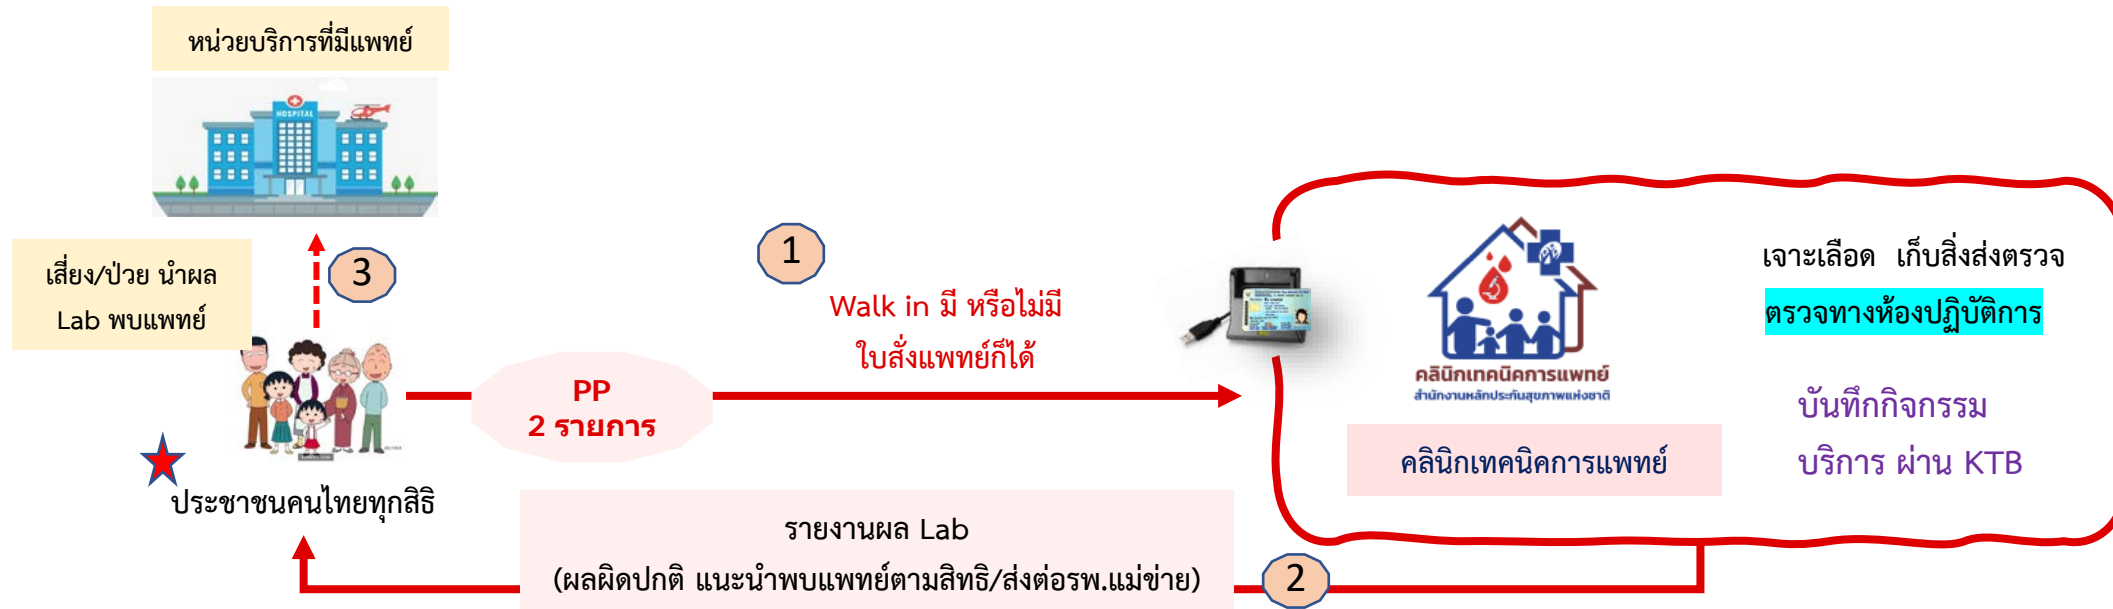 หน่วยบริการที่มีแพทย์
HOSPITAL
เสี่ยง/ป่วย นำผล
Lab พบแพทย์
3
ประชาชนคนไทยทุกสิธิ
1
Walk in มี หรือไม่มี
ใบสั่งแพทย์ก็ได้
PP
2 รายการ
คลินิกเทคนิคการแพทย์
สำนักงานหลักประกันสุขภาพแห่งชาติ
คลินิกเทคนิคการแพทย์
เจาะเลือด เก็บสิ่งส่งตรวจ
ตรวจทางห้องปฏิบัติการ
บันทึกกิจกรรม
บริการ ผ่าน KTB
รายงานผล Lab
(ผลผิดปกติ แนะนำพบแพทย์ตามสิทธิ/ส่งต่อรพ.แม่ข่าย)
2